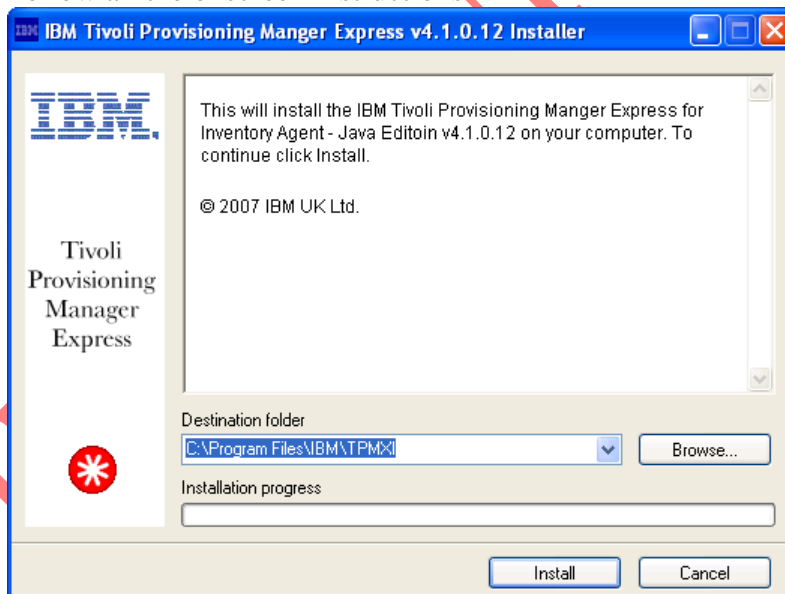 IBM Tivoli Provisioning Manger Express v4.1.0.12 Installer
IBM.
Tivoli
Provisioning
Manager
Express
This will install the IBM Tivoli Provisioning Manger Express for
Inventory Agent - Java Editoin v4.1.0.12 on your computer. To
continue click Install.
© 2007 IBM UK Ltd.
Destination folder
C:\Program Files\IBM\TPMXI
Browse...
Installation progress
Install
Cancel